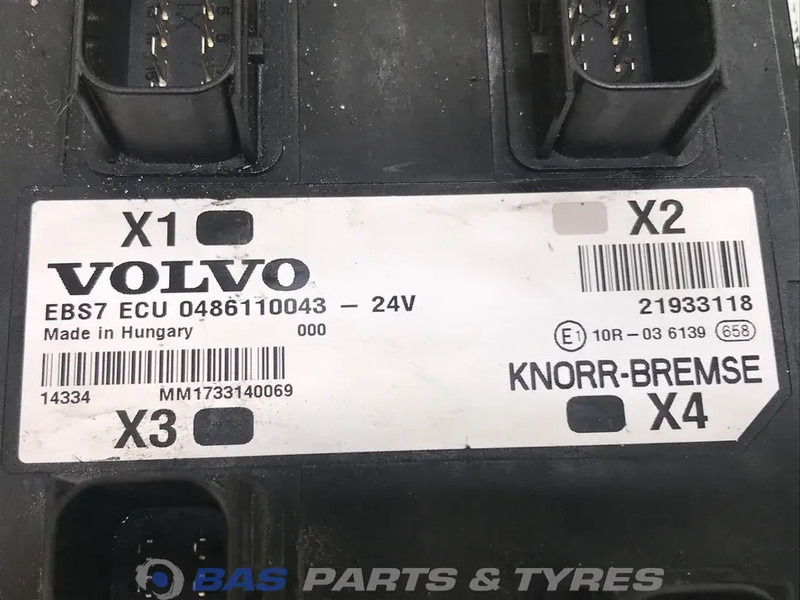 X1
X2
VOLVO
EBS7 ECU 0486110043 - 24V
21933118
Made in Hungary 000
E1 10R-03 6139 658
KNORR-BREMSE
14334 MM1733140069
X3
X4
BAS PARTS & TYRES